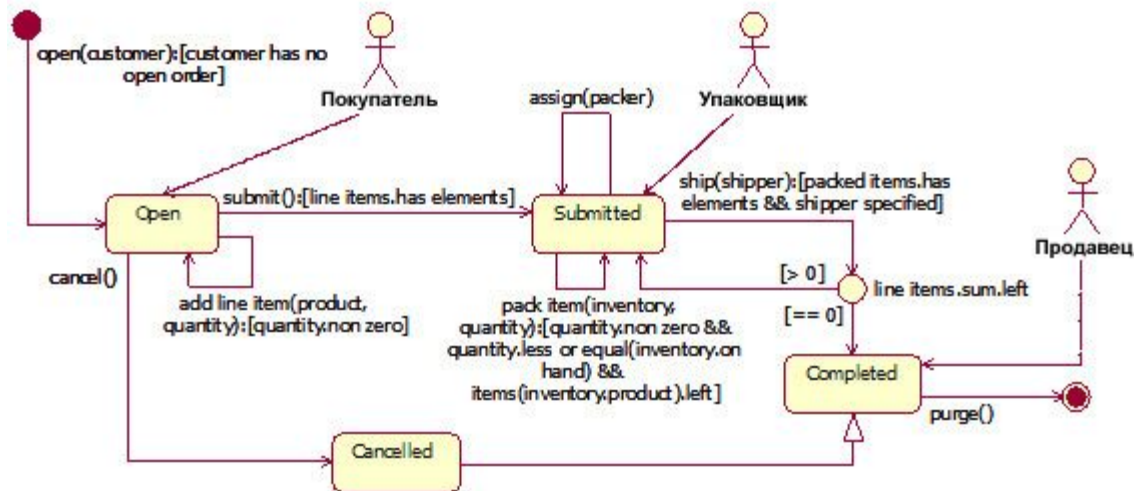 open(customer):[customer has no
open order]
Покупатель
assign(packer)
Упаковщик
Open
submit():[line items.has elements]
Submitted
ship(shipper):[packed items.has
elements && shipper specified]
Продавец
cancel()
add line item(product,
quantity):[quantity.non zero]
pack item(inventory,
quantity):[quantity.non zero &&
quantity.less or equal(inventory.on
hand) &&
items(inventory.product).left]
[> 0]
line items.sum.left
[== 0]
Completed
purge()
Cancelled